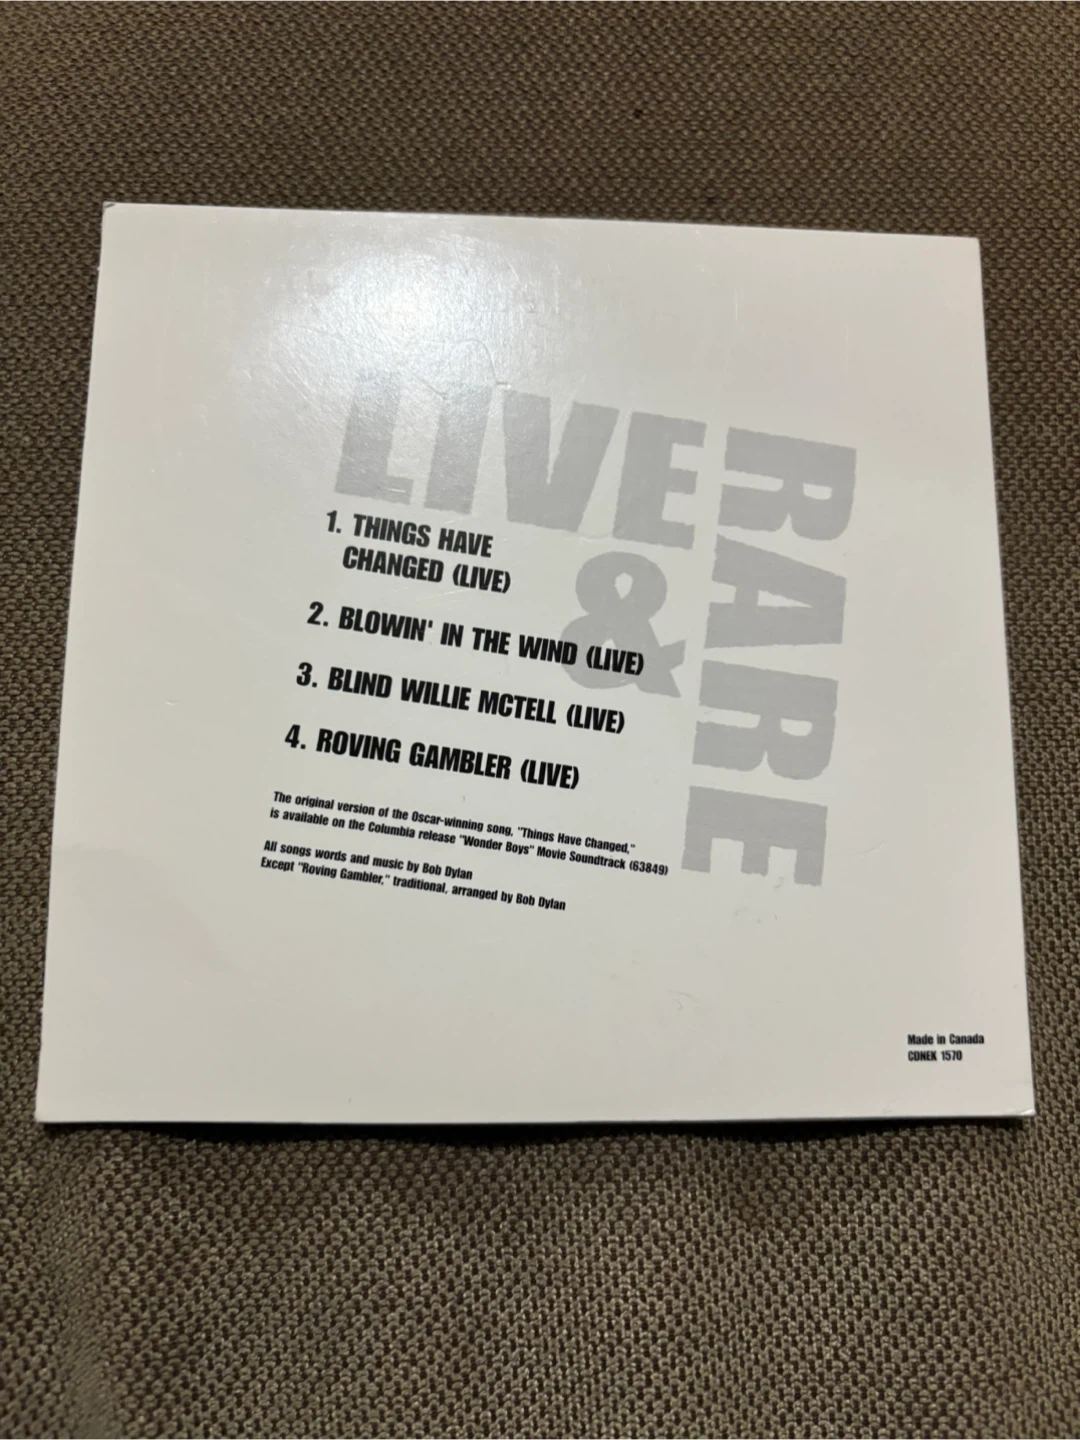 LIVE
&
RARE
1. THINGS HAVE
CHANGED (LIVE)
2. BLOWIN' IN THE WIND (LIVE)
3. BLIND WILLIE MCTELL (LIVE)
4. ROVING GAMBLER (LIVE)
The original version of the Oscar-winning song, "Things Have Changed,"
is available on the Columbia release "Wonder Boys" Movie Soundtrack (63849)
All songs words and music by Bob Dylan
Except "Roving Gambler," traditional, arranged by Bob Dylan
Made in Canada
CDNEK 1570